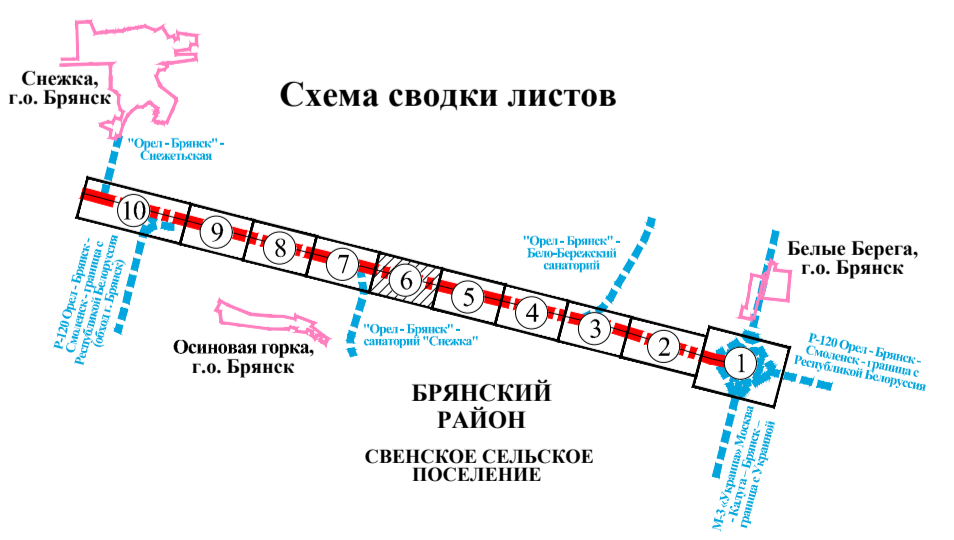 Схема сводки листов
Снежка,
г.о. Брянск
"Орел - Брянск" -
Снежетьская
10
9
8
7
6
5
4
3
2
1
Р-120 Орел - Брянск -
Смоленск - граница с
Республикой Белоруссия
(обход г. Брянск)
Осиновая горка,
г.о. Брянск
"Орел - Брянск" -
санаторий "Снежка"
"Орел - Брянск" -
Бело-Бережский
санаторий
Белые Берега,
г.о. Брянск
Р-120 Орел - Брянск -
Смоленск - граница с
Республикой Белоруссия
М-3 «Украина» Москва
- Калуга – Брянск –
граница с Украиной
БРЯНСКИЙ
РАЙОН
СВЕНСКОЕ СЕЛЬСКОЕ
ПОСЕЛЕНИЕ